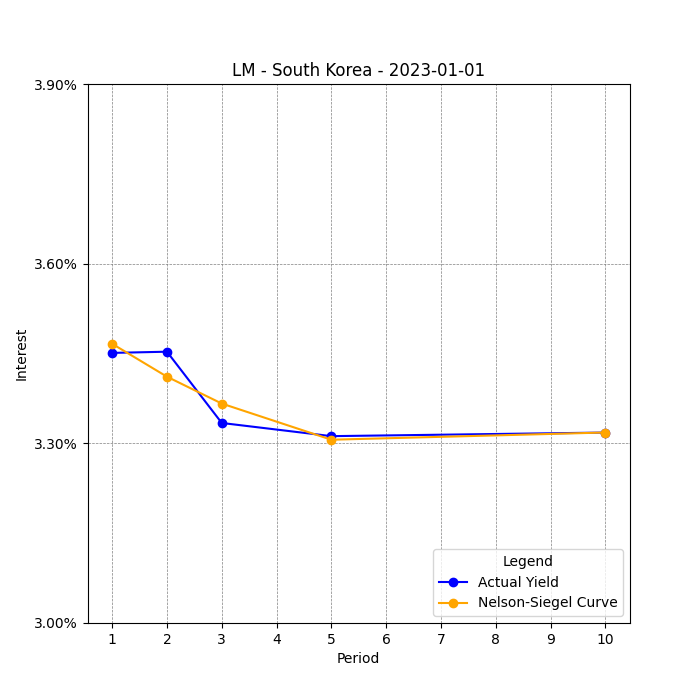 LM - South Korea - 2023-01-01
3.90%
3.60%
3.30%
3.00%
Interest
Legend
Actual Yield
Nelson-Siegel Curve
1 2 3 4 5 6 7 8 9 10
Period